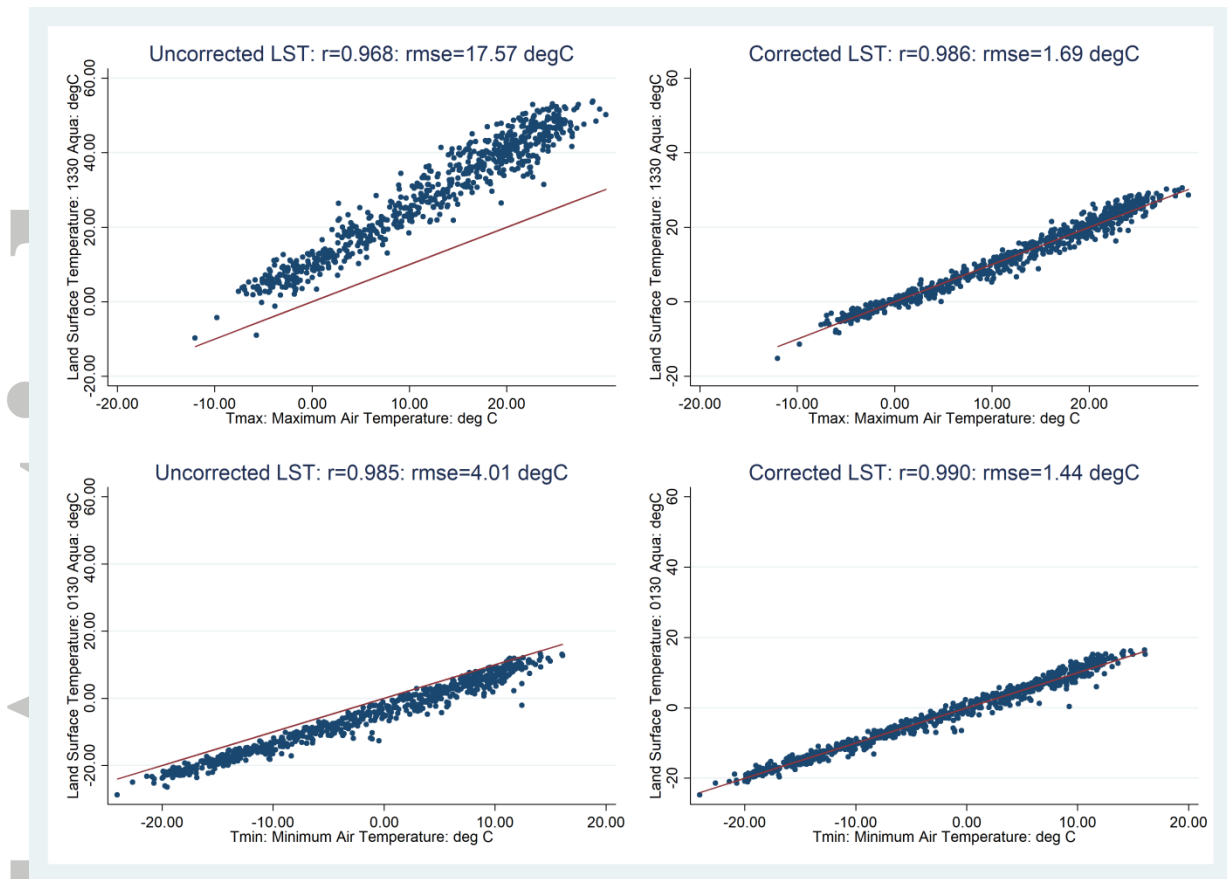 Uncorrected LST: r=0.968: rmse=17.57 degC
Land Surface Temperature: 1330 Aqua: degC
60.00
40.00
20.00
0.00
-20.00
-20.00 -10.00 0.00 10.00 20.00
Tmax: Maximum Air Temperature: deg C
Corrected LST: r=0.986: rmse=1.69 degC
Land Surface Temperature: 1330 Aqua: degC
60
40
20
0
-20
-20.00 -10.00 0.00 10.00 20.00
Tmax: Maximum Air Temperature: deg C
Uncorrected LST: r=0.985: rmse=4.01 degC
Land Surface Temperature: 0130 Aqua: degC
60.00
40.00
20.00
0.00
-20.00
-20.00 -10.00 0.00 10.00 20.00
Tmin: Minimum Air Temperature: deg C
Corrected LST: r=0.990: rmse=1.44 degC
Land Surface Temperature: 0130 Aqua: degC
60
40
20
0
-20
-20.00 -10.00 0.00 10.00 20.00
Tmin: Minimum Air Temperature: deg C